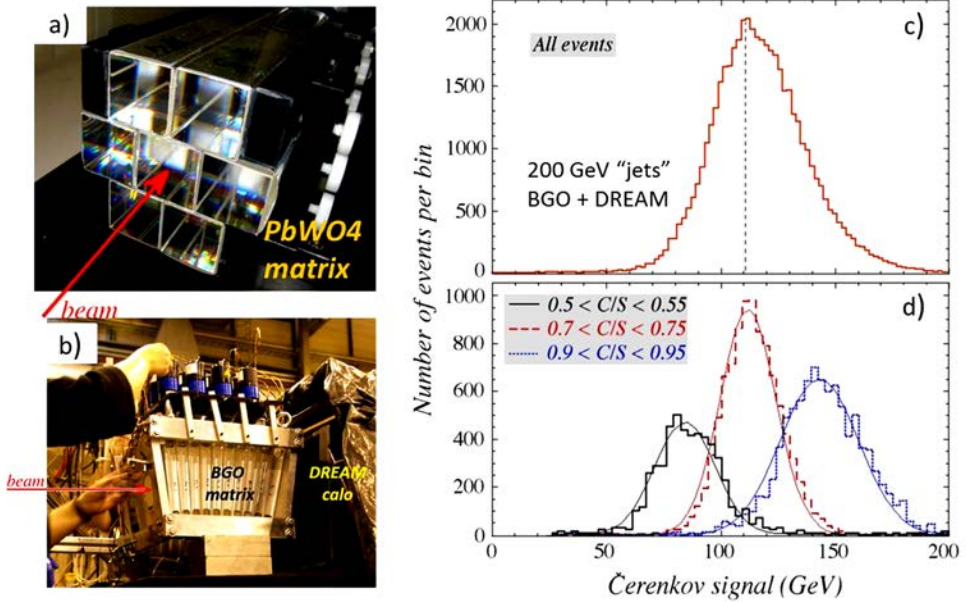 a)
PbWO4
matrix
beam
b)
beam
BGO
matrix
DREAM
calo
c)
All events
200 GeV “jets”
BGO + DREAM
2000
1500
1000
500
0
d)
0.5 < C/S < 0.55
0.7 < C/S < 0.75
0.9 < C/S < 0.95
1000
800
600
400
200
0
Number of events per bin
0
50
100
150
200
Čerenkov signal (GeV)